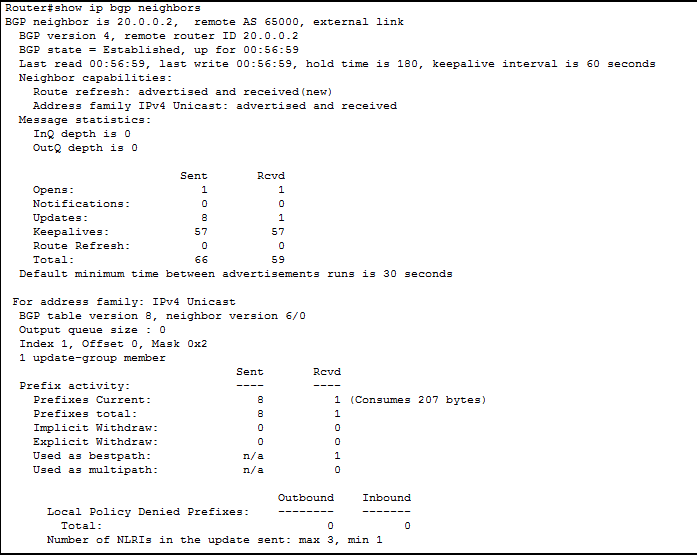 Router#show ip bgp neighbors
BGP neighbor is 20.0.0.2,  remote AS 65000, external link
  BGP version 4, remote router ID 20.0.0.2
  BGP state = Established, up for 00:56:59
  Last read 00:56:59, last write 00:56:59, hold time is 180, keepalive interval is 60 seconds
  Neighbor capabilities:
    Route refresh: advertised and received(new)
    Address family IPv4 Unicast: advertised and received
  Message statistics:
    InQ depth is 0
    OutQ depth is 0
                         Sent       Rcvd
    Opens:                  1          1
    Notifications:          0          0
    Updates:                8          1
    Keepalives:            57         57
    Route Refresh:          0          0
    Total:                 66         59
  Default minimum time between advertisements runs is 30 seconds
 For address family: IPv4 Unicast
  BGP table version 8, neighbor version 6/0
  Output queue size : 0
  Index 1, Offset 0, Mask 0x2
  1 update-group member
                                 Sent       Rcvd
  Prefix activity:               ----       ----
    Prefixes Current:               8          1 (Consumes 207 bytes)
    Prefixes total:                 8          1
    Implicit Withdraw:              0          0
    Explicit Withdraw:              0          0
    Used as bestpath:             n/a          1
    Used as multipath:            n/a          0
                                       Outbound    Inbound
      Local Policy Denied Prefixes:    --------    -------
        Total:                                0          0
      Number of NLRIs in the update sent: max 3, min 1